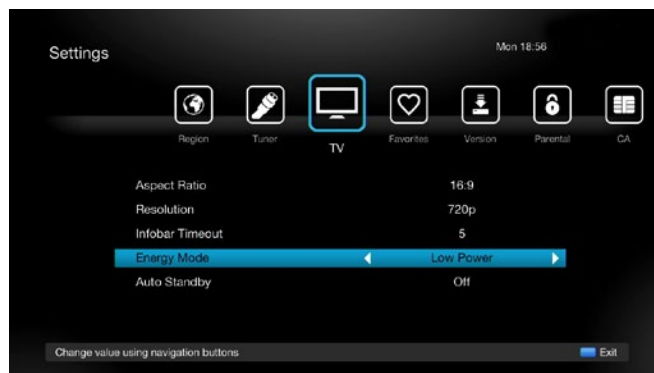 Settings
Mon 18:56
Region Tuner TV Favorites Version Parental CA
Aspect Ratio 16:9
Resolution 720p
Infobar Timeout 5
Energy Mode Low Power
Auto Standby Off
Change value using navigation buttons Exit